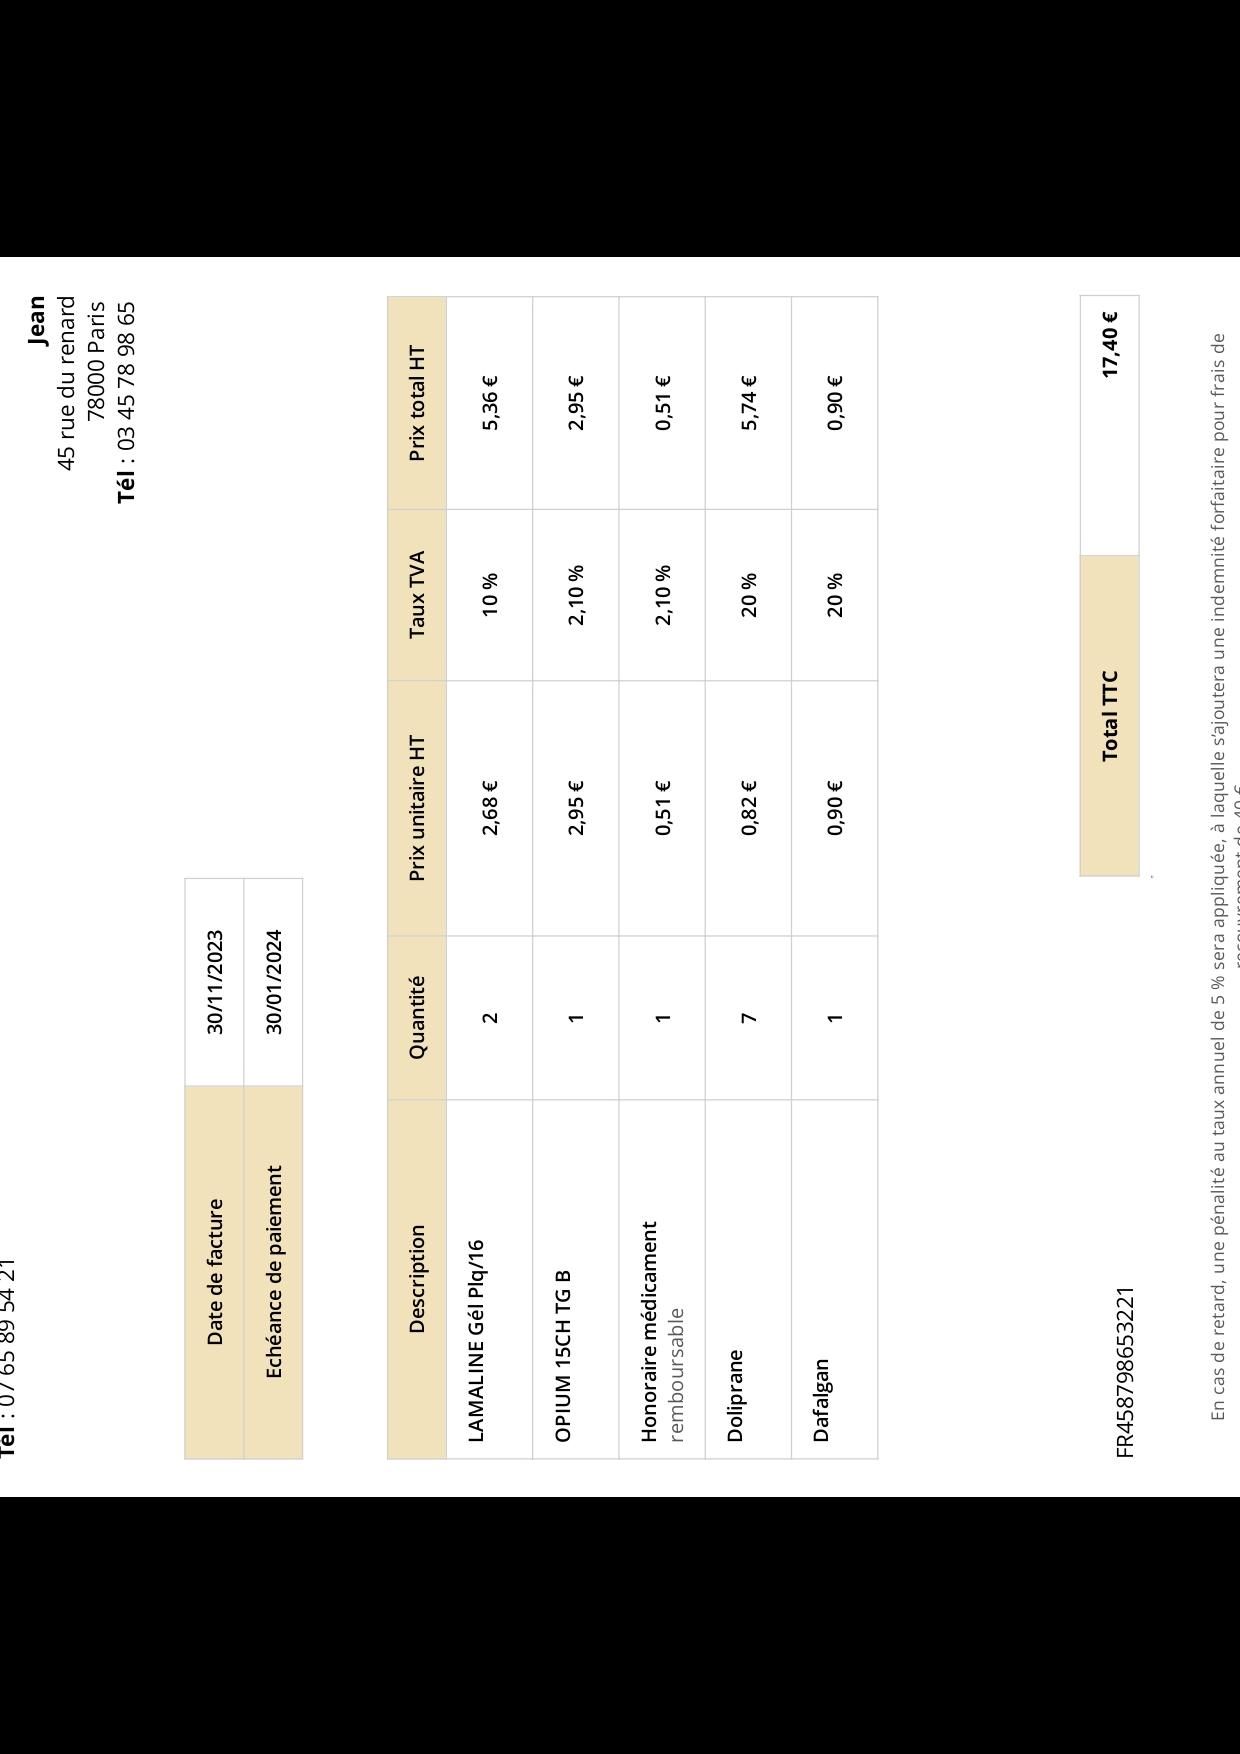 Tél : 07 65 89 54 21
Jean
45 rue du renard
78000 Paris
Tél : 03 45 78 98 65
Date de facture 30/11/2023
Echéance de paiement 30/01/2024
Description Quantité Prix unitaire HT Taux TVA Prix total HT
LAMALINE Gél Plq/16 2 2,68 € 10 % 5,36 €
OPIUM 15CH TG B 1 2,95 € 2,10 % 2,95 €
Honoraire médicament 1 0,51 € 2,10 % 0,51 €
remboursable
Doliprane 7 0,82 € 20 % 5,74 €
Dafalgan 1 0,90 € 20 % 0,90 €
Total TTC 17,40 €
FR458798653221
En cas de retard, une pénalité au taux annuel de 5 % sera appliquée, à laquelle s'ajoutera une indemnité forfaitaire pour frais de
recouvrement de 40 €